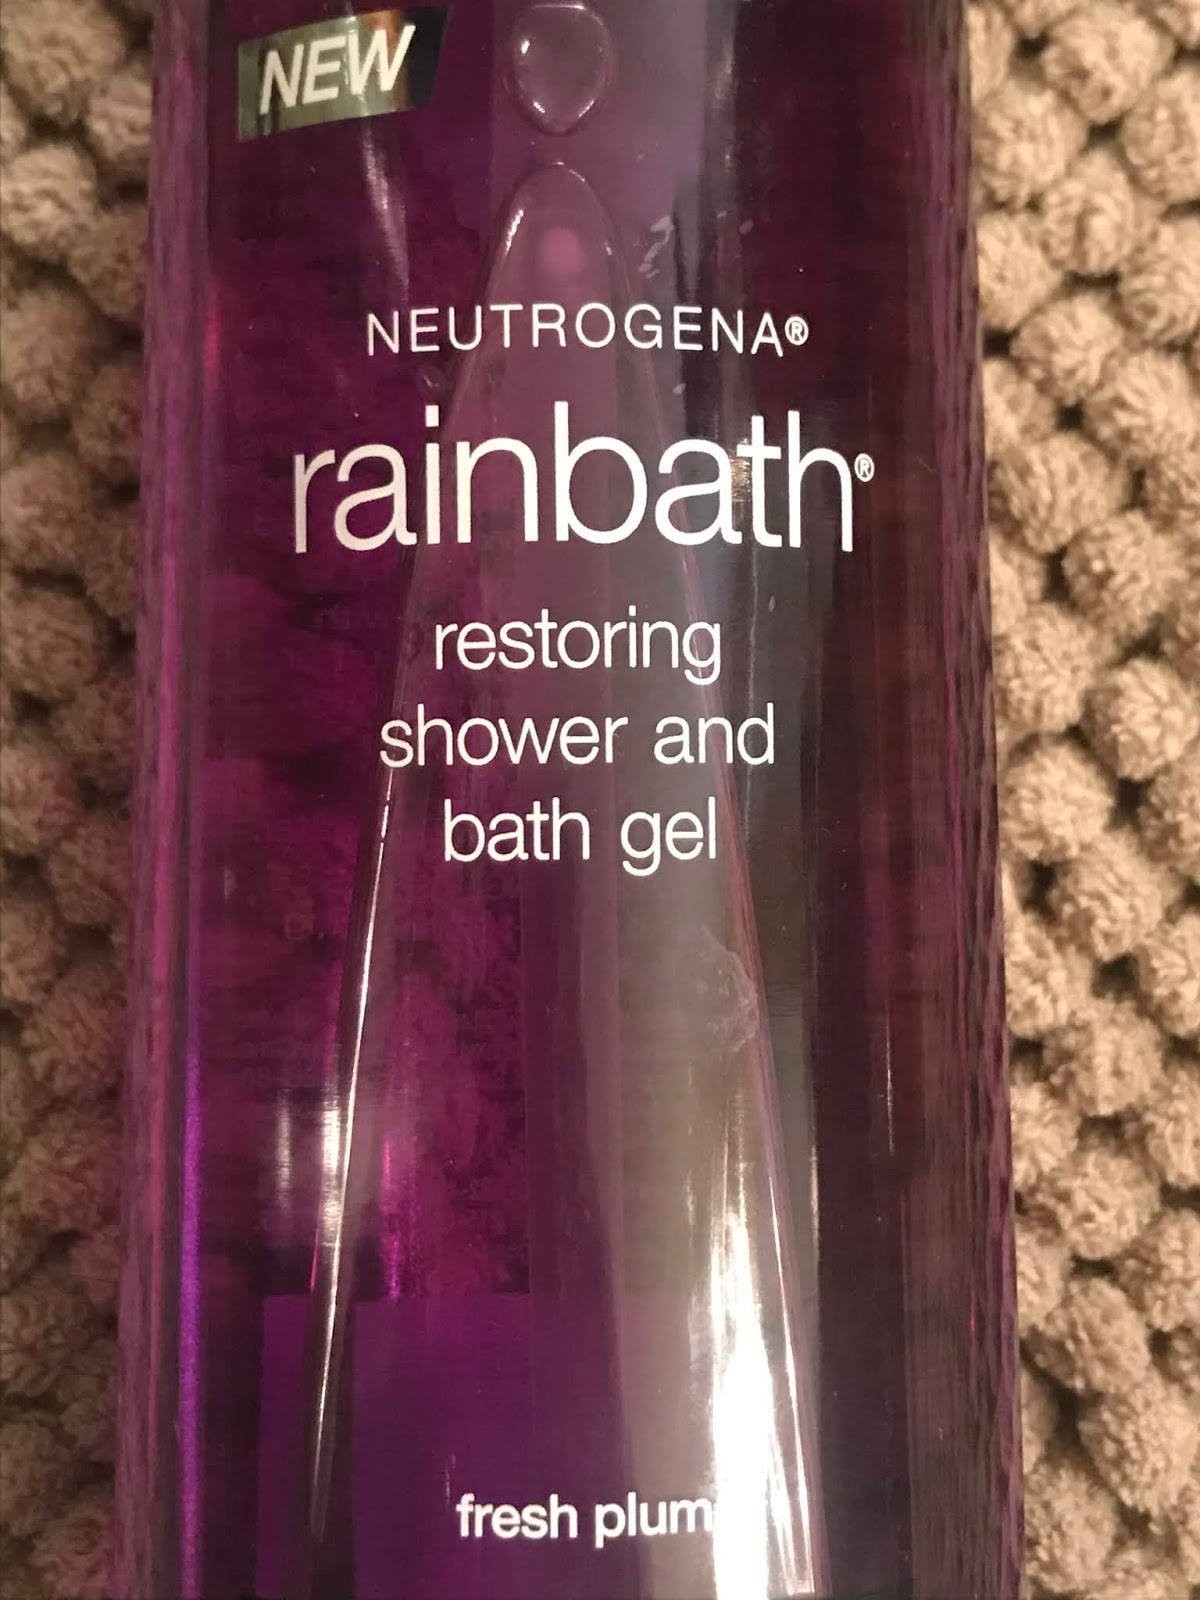 NEW
NEUTROGENA®
rainbath®
restoring
shower and
bath gel
fresh plum